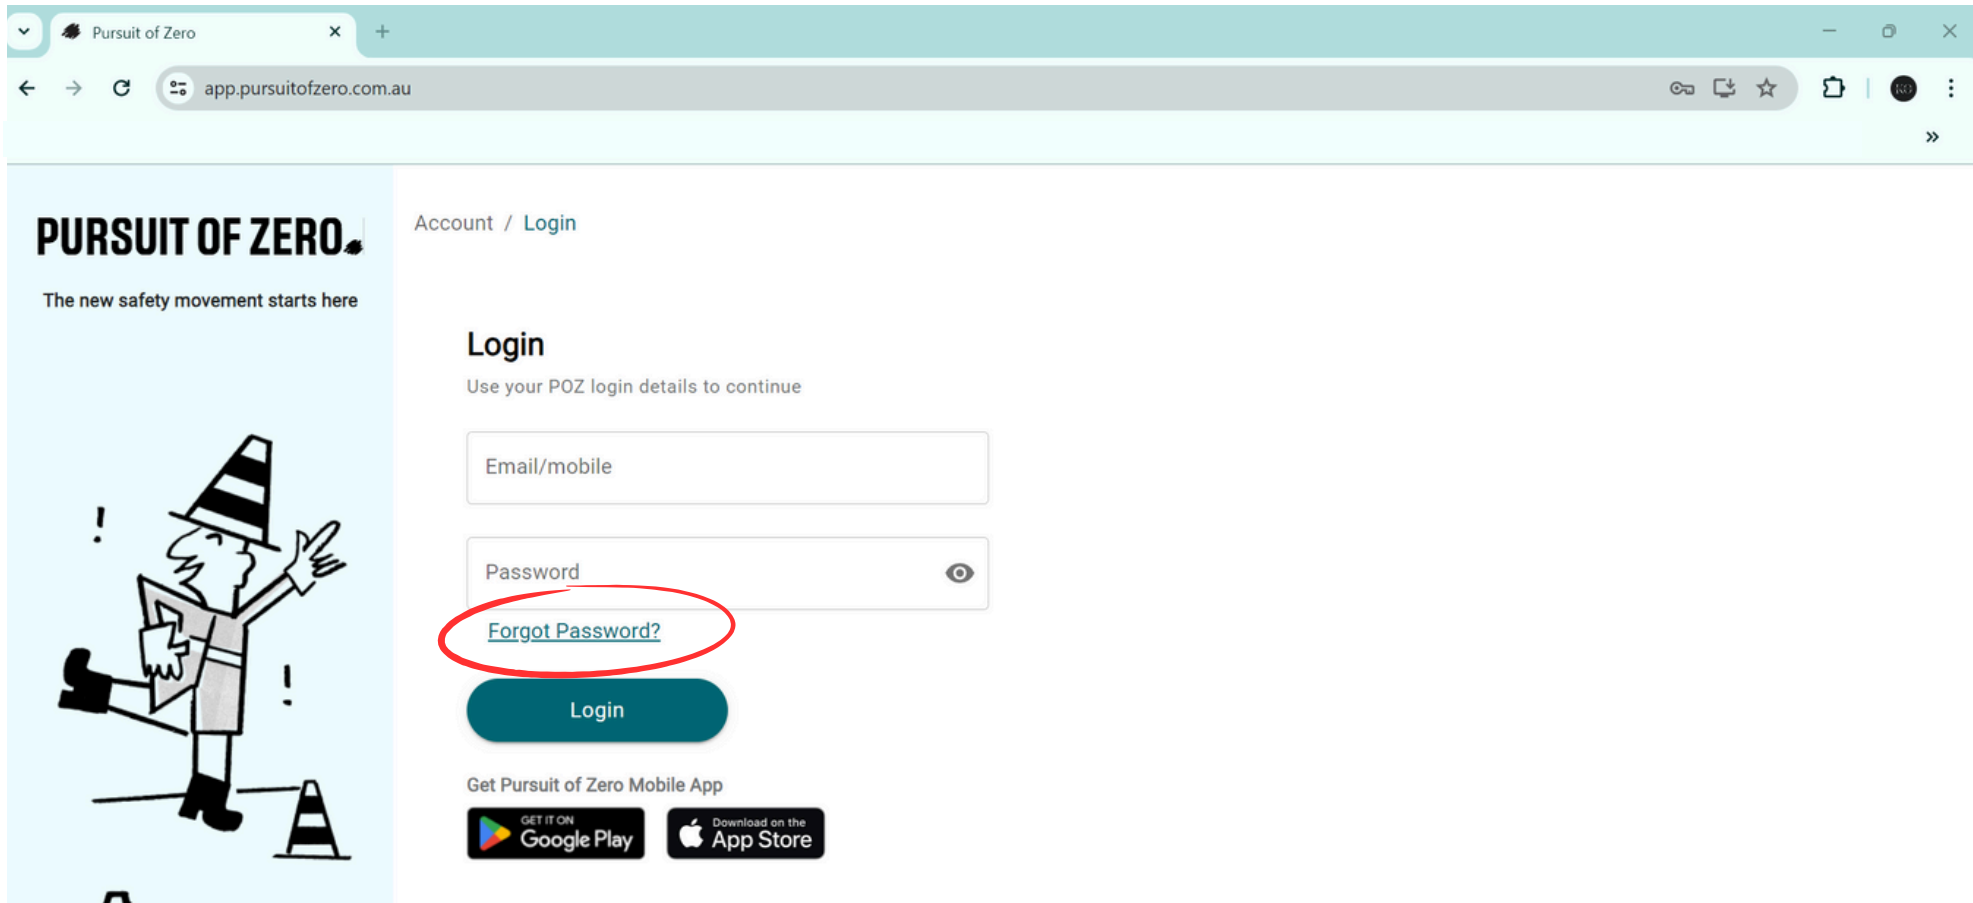 Pursuit of Zero
app.pursuitofzero.com.au
PURSUIT OF ZERO
The new safety movement starts here
Account / Login
Login
Use your POZ login details to continue
Email/mobile
Password
Forgot Password?
Login
Get Pursuit of Zero Mobile App
GET IT ON
Google Play
Download on the
App Store